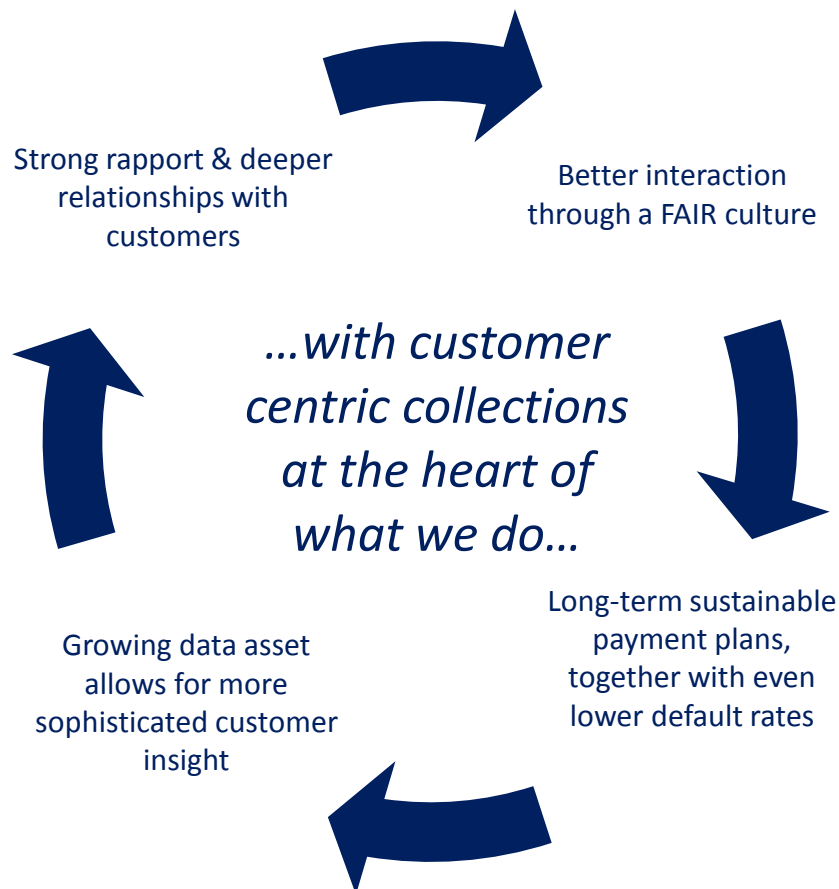 Strong rapport & deeper
relationships with
customers
Better interaction
through a FAIR culture
…with customer
centric collections
at the heart of
what we do…
Long-term sustainable
payment plans,
together with even
lower default rates
Growing data asset
allows for more
sophisticated customer
insight